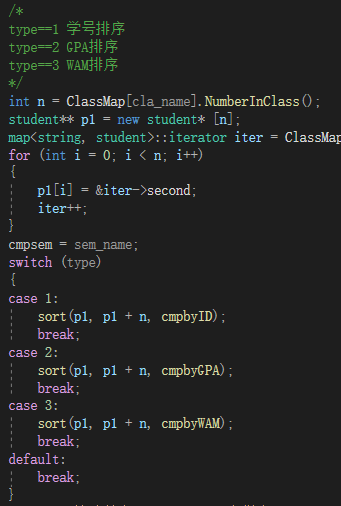 /*
type==1 学号排序
type==2 GPA排序
type==3 WAM排序
*/
int n = ClassMap[cla_name].NumberInClass();
student** p1 = new student* [n];
map<string, student>::iterator iter = ClassMap
for (int i = 0; i < n; i++)
{
p1[i] = &iter->second;
iter++;
}
cmpsem = sem_name;
switch (type)
{
case 1:
sort(p1, p1 + n, cmpbyID);
break;
case 2:
sort(p1, p1 + n, cmpbyGPA);
break;
case 3:
sort(p1, p1 + n, cmpbyWAM);
break;
default:
break;
}